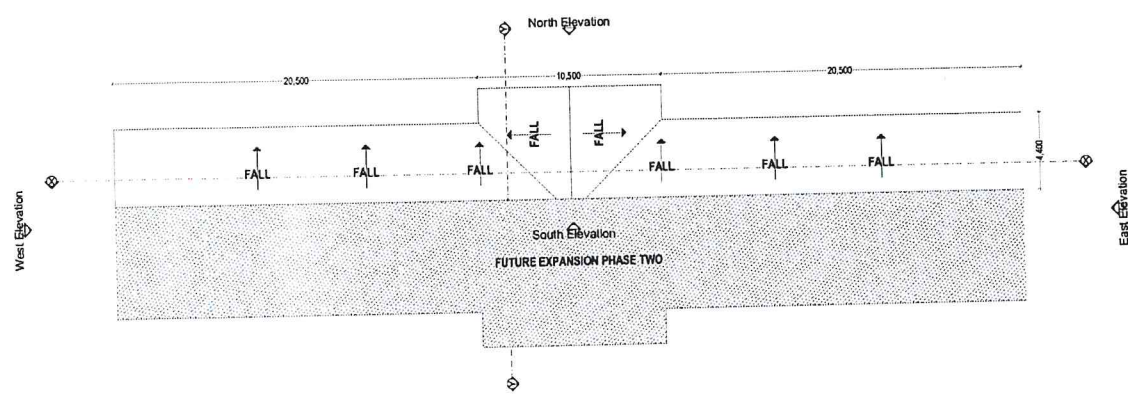 North Elevation
Y
20,500
10,500
20,500
FALL
FALL
4,400
X
FALL
FALL
FALL
FALL
FALL
FALL
X
West Elevation
East Elevation
South Elevation
FUTURE EXPANSION PHASE TWO
Y